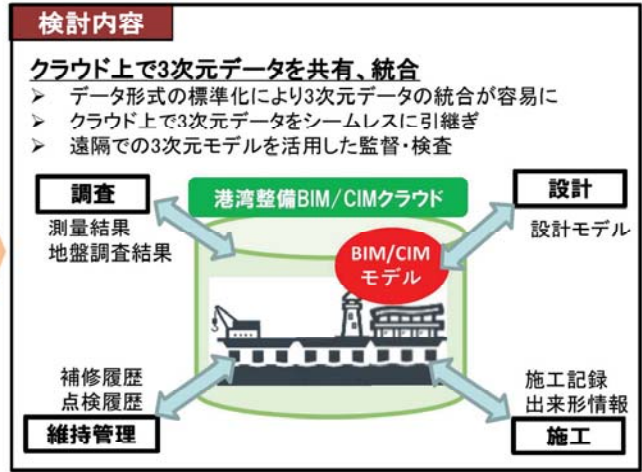 検討内容
クラウド上で3次元データを共有、統合
➢ データ形式の標準化により3次元データの統合が容易に
➢ クラウド上で3次元データをシームレスに引継ぎ
➢ 遠隔での3次元モデルを活用した監督・検査
調査
測量結果
地盤調査結果
港湾整備BIM/CIMクラウド
設計
設計モデル
BIM/CIM
モデル
補修履歴
点検履歴
維持管理
施工記録
出来形情報
施工